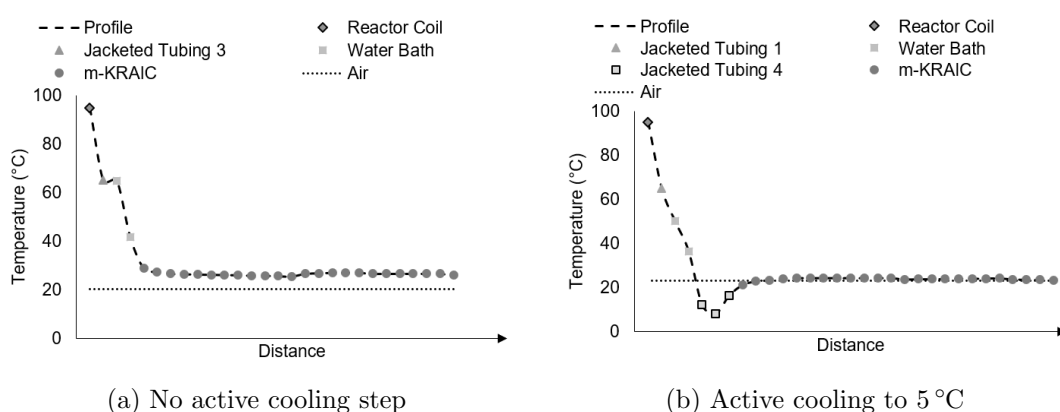 Profile
Reactor Coil
Jacketed Tubing 3
Water Bath
m-KRAIC
Air
100
80
60
40
20
0
Temperature (°C)
Distance
(a) No active cooling step
Profile
Reactor Coil
Jacketed Tubing 1
Water Bath
Jacketed Tubing 4
m-KRAIC
Air
100
80
60
40
20
0
Temperature (°C)
Distance
(b) Active cooling to 5 °C